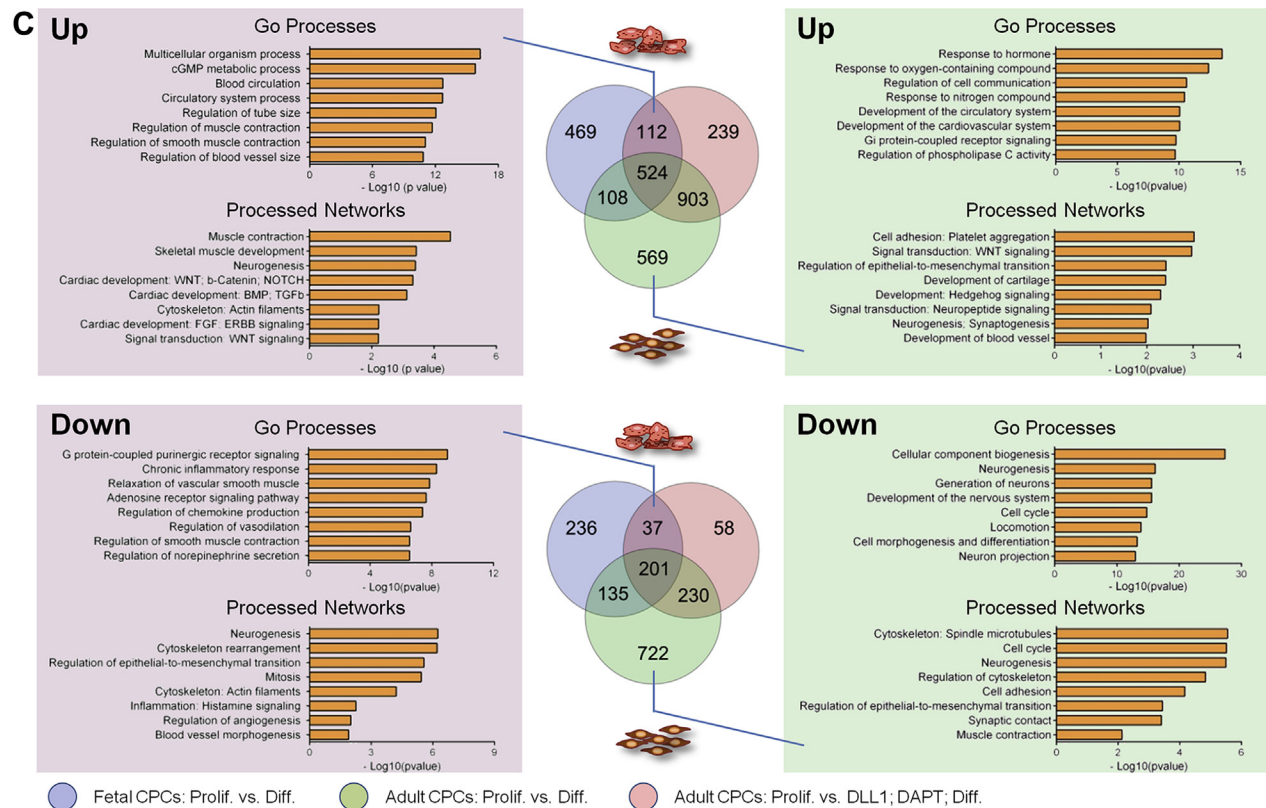 C
Up
Go Processes
Multicellular organism process
cGMP metabolic process
Blood circulation
Circulatory system process
Regulation of tube size
Regulation of muscle contraction
Regulation of smooth muscle contraction
Regulation of blood vessel size
0 6 12 18
- Log10 (p value)
Processed Networks
Muscle contraction
Skeletal muscle development
Neurogenesis
Cardiac development: WNT; b-Catenin; NOTCH
Cardiac development: BMP; TGFb
Cytoskeleton: Actin filaments
Cardiac development: FGF: ERBB signaling
Signal transduction: WNT signaling
0 2 4 6
- Log10 (p value)
469 112 239
524
108 903
569
Up
Go Processes
Response to hormone
Response to oxygen-containing compound
Regulation of cell communication
Response to nitrogen compound
Development of the circulatory system
Development of the cardiovascular system
Gi protein-coupled receptor signaling
Regulation of phospholipase C activity
0 5 10 15
- Log10(pvalue)
Processed Networks
Cell adhesion: Platelet aggregation
Signal transduction: WNT signaling
Regulation of epithelial-to-mesenchymal transition
Development of cartilage
Development: Hedgehog signaling
Signal transduction: Neuropeptide signaling
Neurogenesis: Synaptogenesis
Development of blood vessel
0 1 2 3 4
- Log10(pvalue)
Down
Go Processes
G protein-coupled purinergic receptor signaling
Chronic inflammatory response
Relaxation of vascular smooth muscle
Adenosine receptor signaling pathway
Regulation of chemokine production
Regulation of vasodilation
Regulation of smooth muscle contraction
Regulation of norepinephrine secretion
0 4 8 12
- Log10(pvalue)
Processed Networks
Neurogenesis
Cytoskeleton rearrangement
Regulation of epithelial-to-mesenchymal transition
Mitosis
Cytoskeleton: Actin filaments
Inflammation: Histamine signaling
Regulation of angiogenesis
Blood vessel morphogenesis
0 3 6 9
- Log10(pvalue)
236 37 58
201
135 230
722
Down
Go Processes
Cellular component biogenesis
Neurogenesis
Generation of neurons
Development of the nervous system
Cell cycle
Locomotion
Cell morphogenesis and differentiation
Neuron projection
0 10 20 30
- Log10(pvalue)
Processed Networks
Cytoskeleton: Spindle microtubules
Cell cycle
Neurogenesis
Regulation of cytoskeleton
Cell adhesion
Regulation of epithelial-to-mesenchymal transition
Synaptic contact
Muscle contraction
0 2 4 6
- Log10(pvalue)
Fetal CPCs: Prolif. vs. Diff. Adult CPCs: Prolif. vs. Diff. Adult CPCs: Prolif. vs. DLL1; DAPT; Diff.